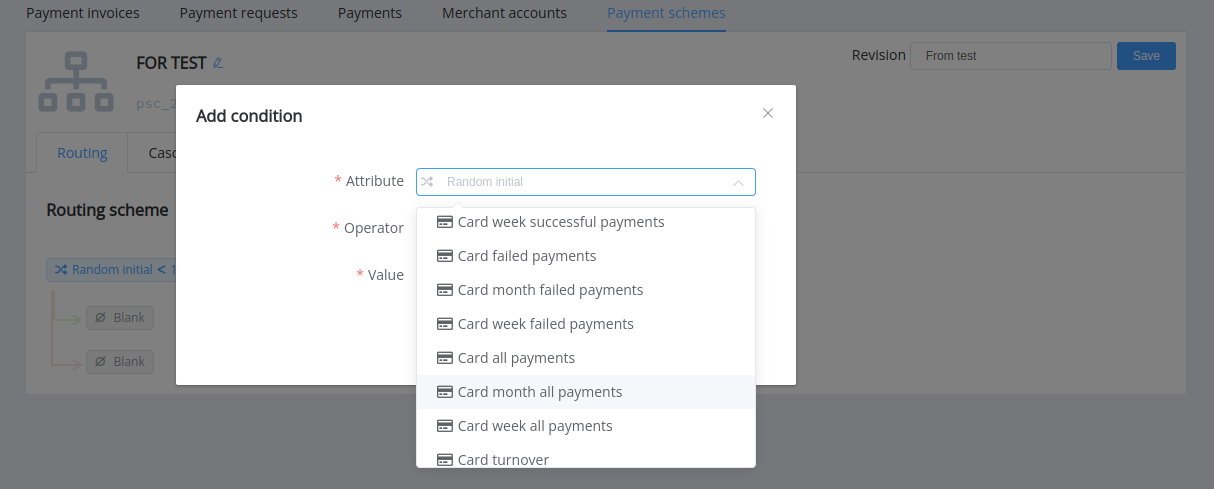 Payment invoices Payment requests Payments Merchant accounts Payment schemes
FOR TEST
Revision From test Save
psc_2
Add condition
Routing
* Attribute Random initial
Routing scheme
* Operator
Card week successful payments
Card failed payments
Random initial < 1
* Value
Card month failed payments
Blank
Card week failed payments
Blank
Card all payments
Card month all payments
Card week all payments
Card turnover